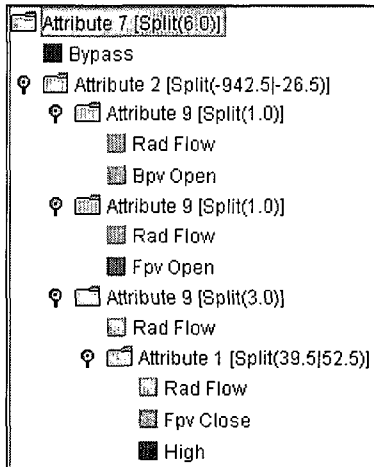 Attribute 7 [Split(6.0)]
Bypass
Attribute 2 [Split(-942.5|-26.5)]
Attribute 9 [Split(1.0)]
Rad Flow
Bpv Open
Attribute 9 [Split(1.0)]
Rad Flow
Fpv Open
Attribute 9 [Split(3.0)]
Rad Flow
Attribute 1 [Split(39.5|52.5)]
Rad Flow
Fpv Close
High